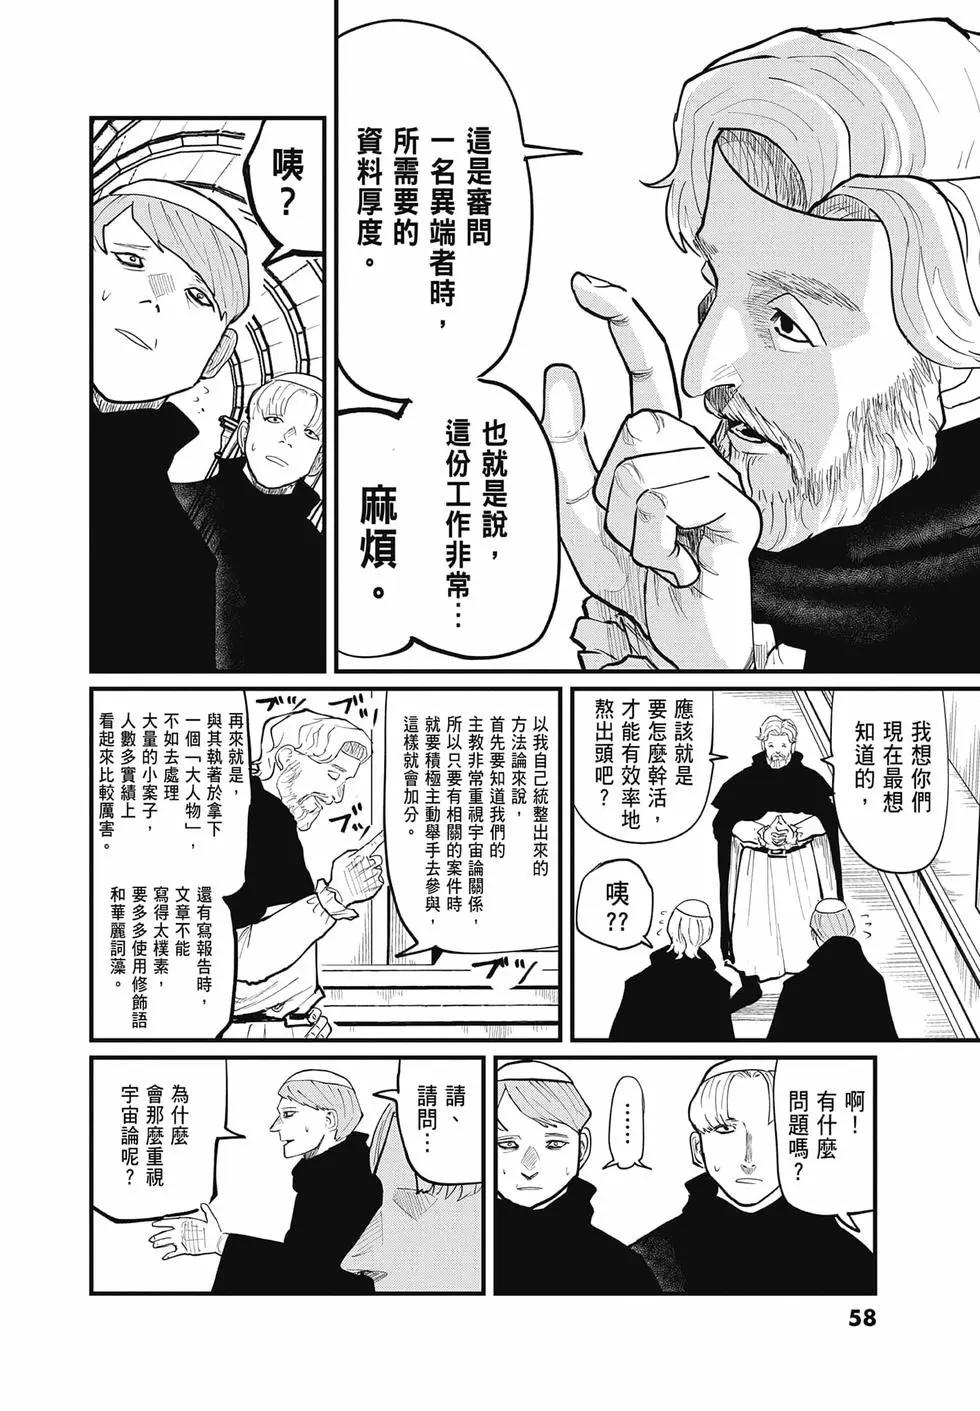 這是審問
一名異端者時，
所需要的
資料厚度。
也就是說，
這份工作非常…
麻煩。
咦？
我想你們
現在最想
知道的，
應該就是
要怎麼幹活，
才能有效率地
熬出頭吧？
咦
??
以我自己統整出來的
方法論來說，
首先要知道我們的
主教非常重視宇宙論關係，
所以只要有相關的案件時
就要積極主動舉手去參與，
這樣就會加分。
再來就是，
與其執著於拿下
一個「大人物」，
不如去處理
大量的小案子，
人數多實績上
看起來比較厲害。
還有寫報告時，
文章不能
寫得太樸素，
要多多使用修飾語
和華麗詞藻。
啊！
有什麼
問題嗎？
……
請、
請問…
為什麼
會那麼重視
宇宙論呢？
58